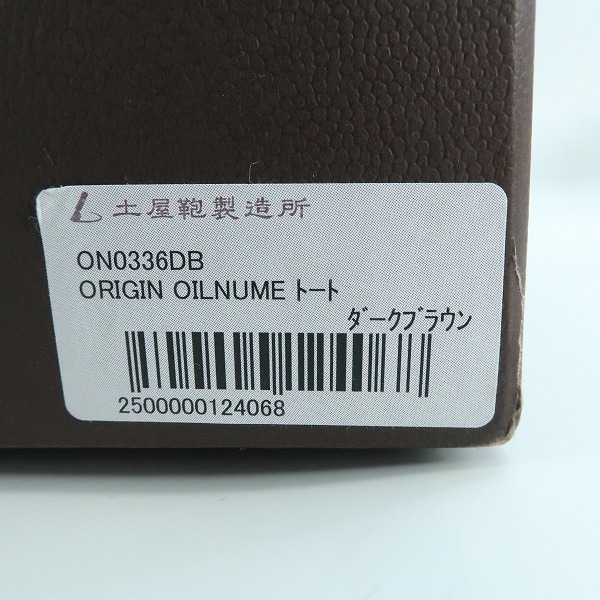 土屋鞄製造所
ON0336DB
ORIGIN OILNUME ﾄｰﾄ
ﾀﾞｰｸﾌﾞﾗｳﾝ
2500000124068